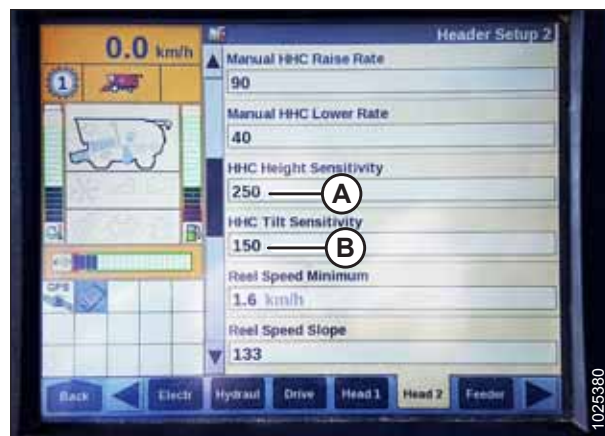 0.0 km/h
Header Setup 2
1
Manual HHC Raise Rate
90
Manual HHC Lower Rate
40
HHC Height Sensitivity
250
A
HHC Tilt Sensitivity
150
B
Reel Speed Minimum
1.6 km/h
Reel Speed Slope
133
GPS
Back
Electr
Hydraul
Drive
Head 1
Head 2
Feeder
1025380